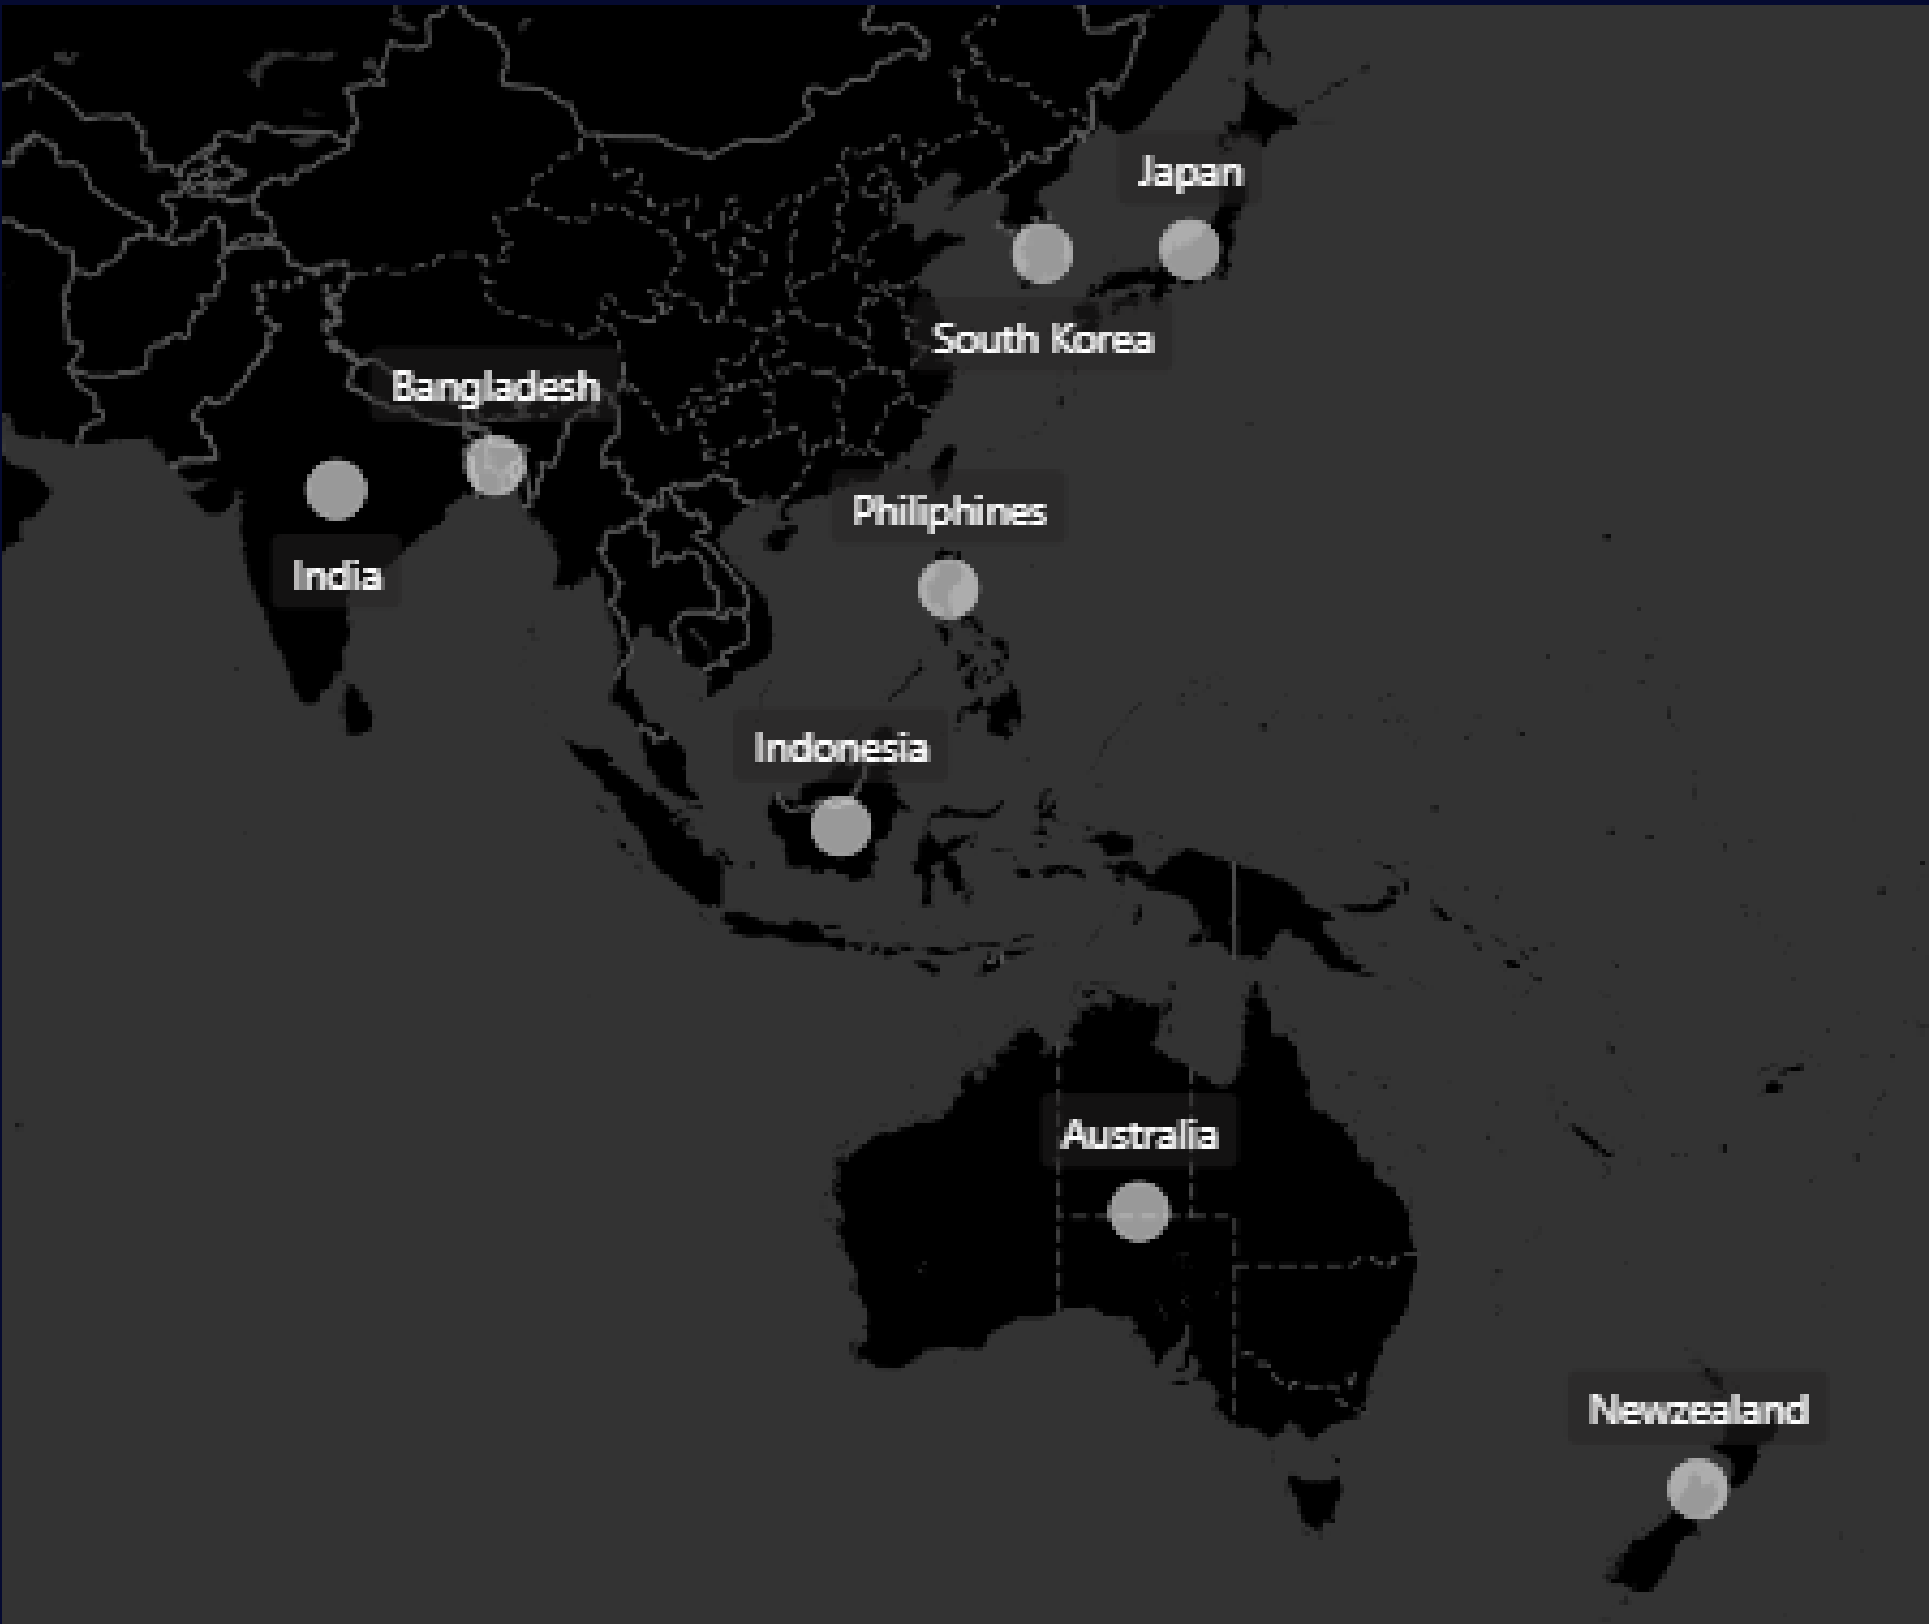 Japan
South Korea
Bangladesh
Philiphines
India
Indonesia
Australia
Newzealand